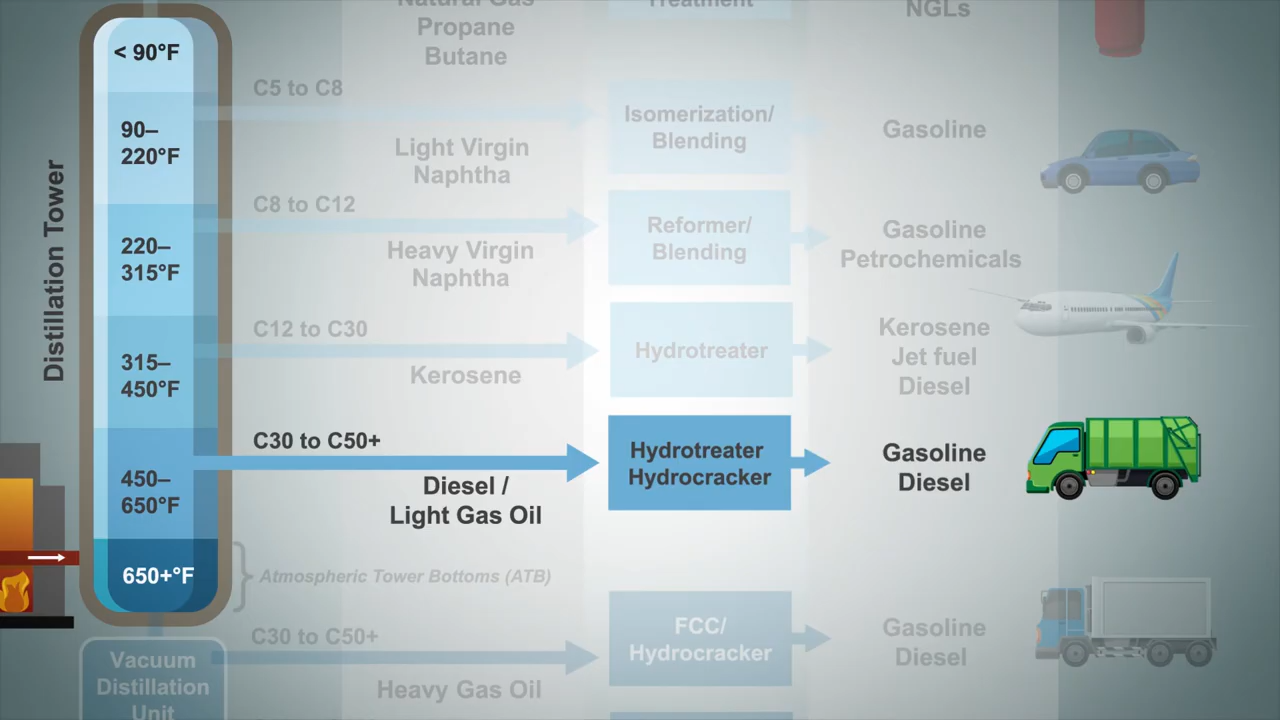 Natural Gas
Propane
Butane
Treatment
NGLs
Distillation Tower
< 90°F
90–
220°F
220–
315°F
315–
450°F
450–
650°F
650+°F
C5 to C8
Light Virgin
Naphtha
Isomerization/
Blending
Gasoline
C8 to C12
Heavy Virgin
Naphtha
Reformer/
Blending
Gasoline
Petrochemicals
C12 to C30
Kerosene
Hydrotreater
Kerosene
Jet fuel
Diesel
C30 to C50+
Diesel /
Light Gas Oil
Hydrotreater
Hydrocracker
Gasoline
Diesel
Atmospheric Tower Bottoms (ATB)
C30 to C50+
Heavy Gas Oil
FCC/
Hydrocracker
Gasoline
Diesel
Vacuum
Distillation
Unit